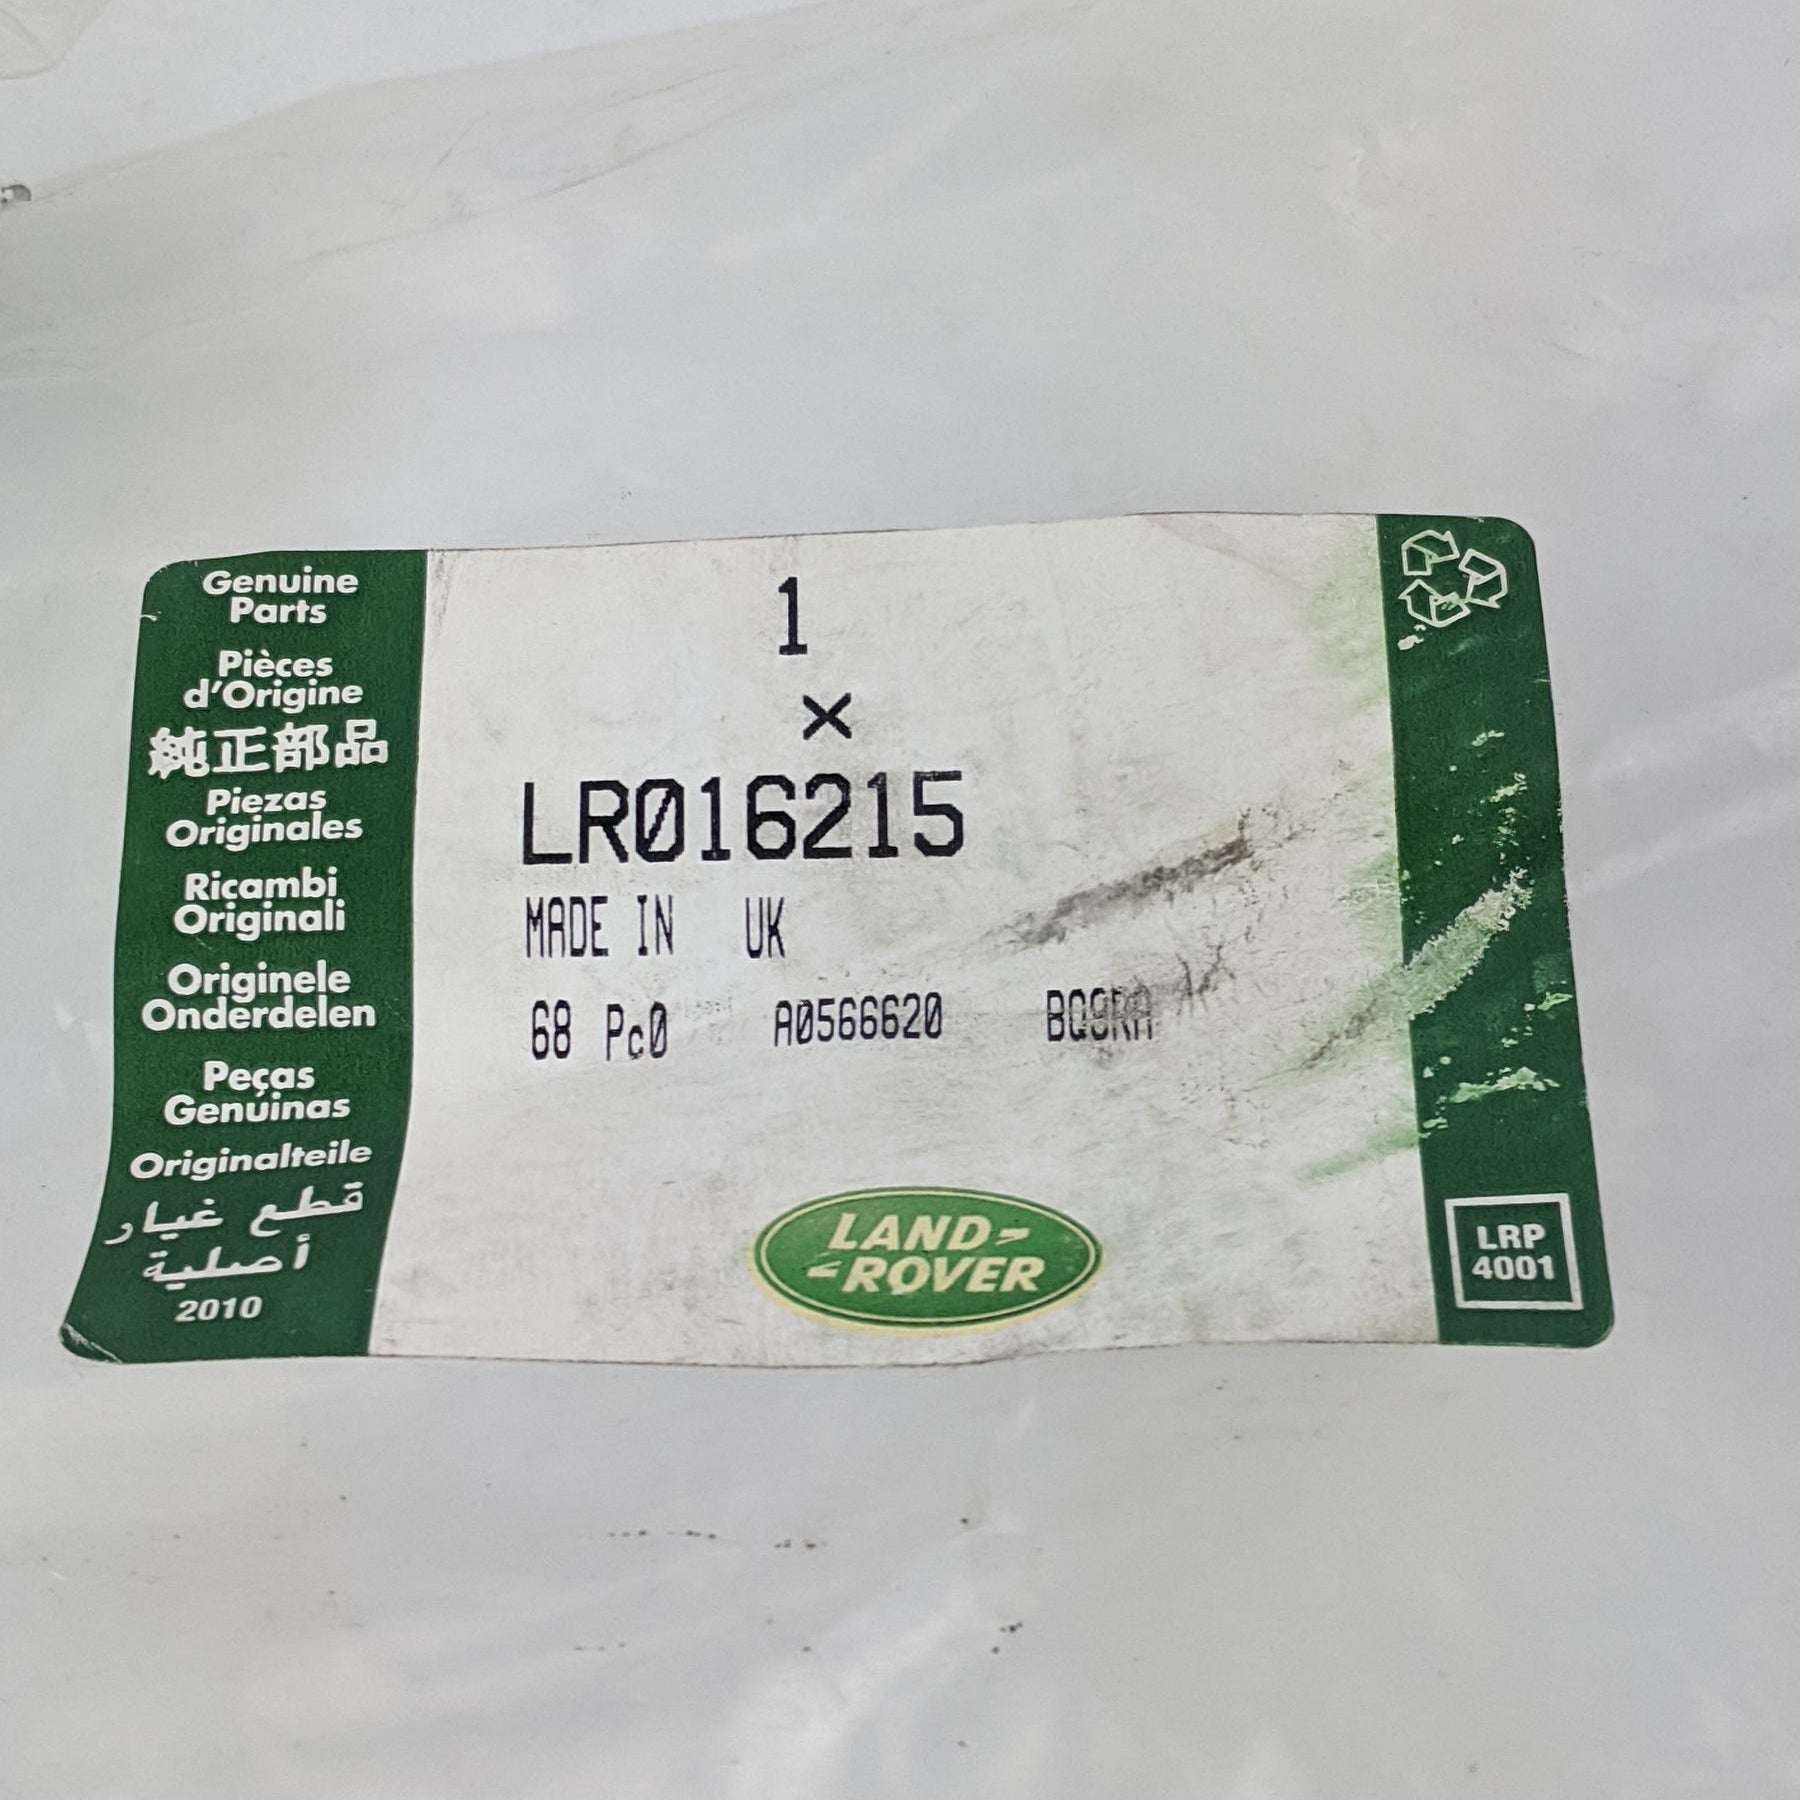 Genuine
Parts
Pièces
d'Origine
純正部品
Piezas
Originales
Ricambi
Originali
Originele
Onderdelen
Peças
Genuinas
Originalteile
قطع غيار
أصلية
2010
1
×
LR016215
MADE IN UK
68 Pc0 A0566620
LAND-
-ROVER
LRP
4001